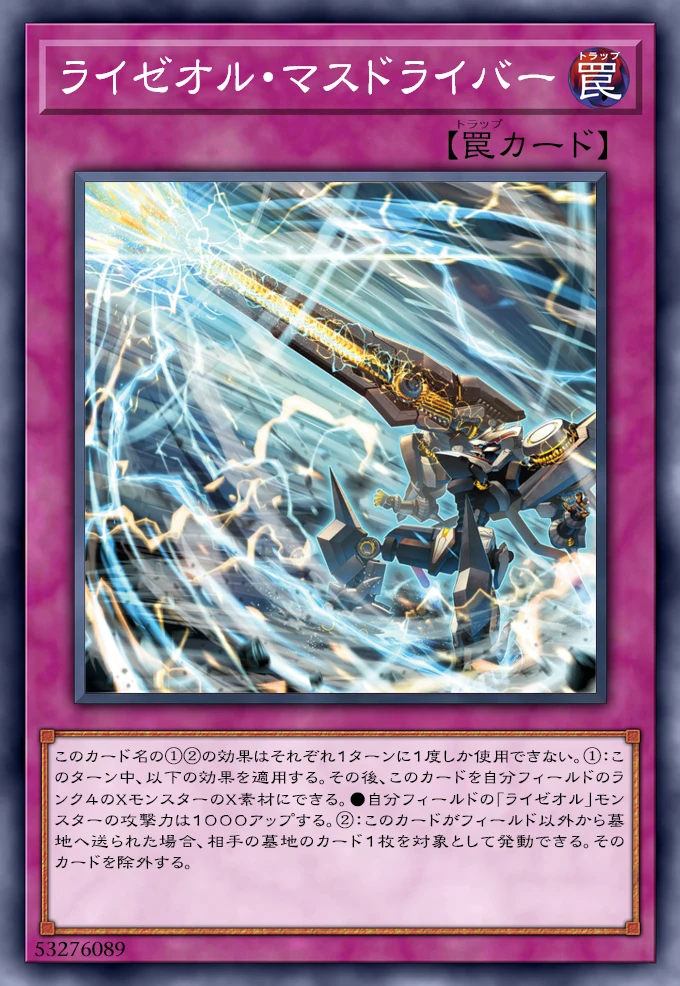 ライゼオル・マスドライバー
トラップ
罠
トラップ
【罠カード】
このカード名の①②の効果はそれぞれ1ターンに1度しか使用できない。①：こ
のターン中、以下の効果を適用する。その後、このカードを自分フィールドのラ
ンク4のXモンスターのX素材にできる。●自分フィールドの「ライゼオル」モン
スターの攻撃力は1000アップする。②：このカードがフィールド以外から墓
地へ送られた場合、相手の墓地のカード1枚を対象として発動できる。その
カードを除外する。
53276089